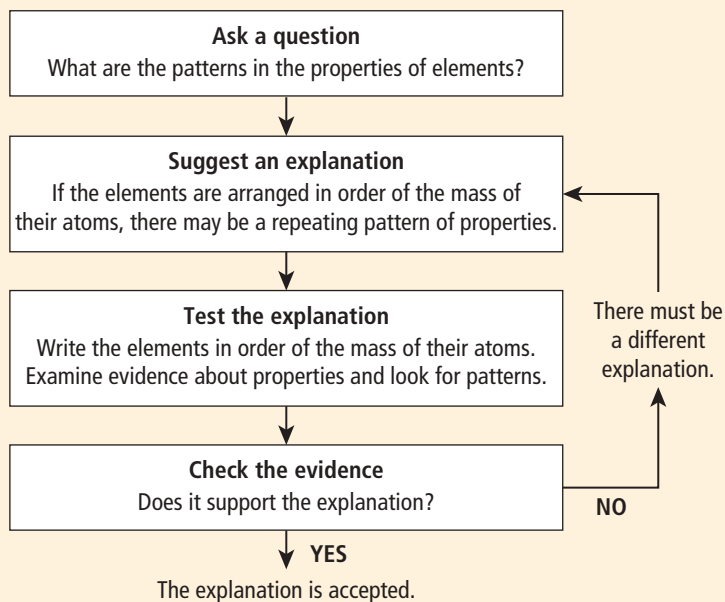 Ask a question
What are the patterns in the properties of elements?
Suggest an explanation
If the elements are arranged in order of the mass of
their atoms, there may be a repeating pattern of properties.
Test the explanation
Write the elements in order of the mass of their atoms.
Examine evidence about properties and look for patterns.
There must be
a different
explanation.
Check the evidence
Does it support the explanation?
NO
YES
The explanation is accepted.